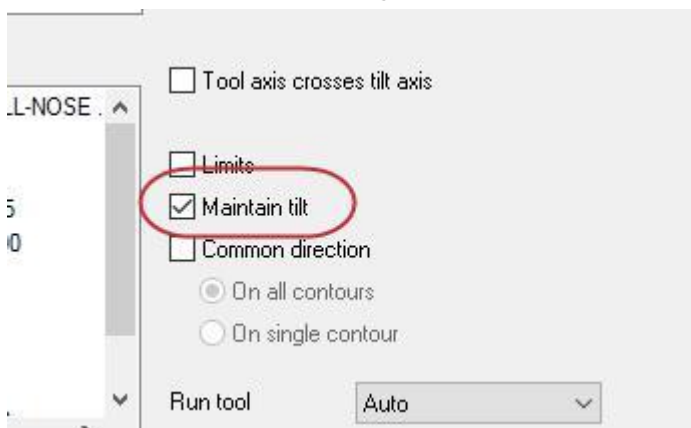 Tool axis crosses tilt axis
LL-NOSE .
Limits
5
Maintain tilt
00
Common direction
On all contours
On single contour
Run tool
Auto